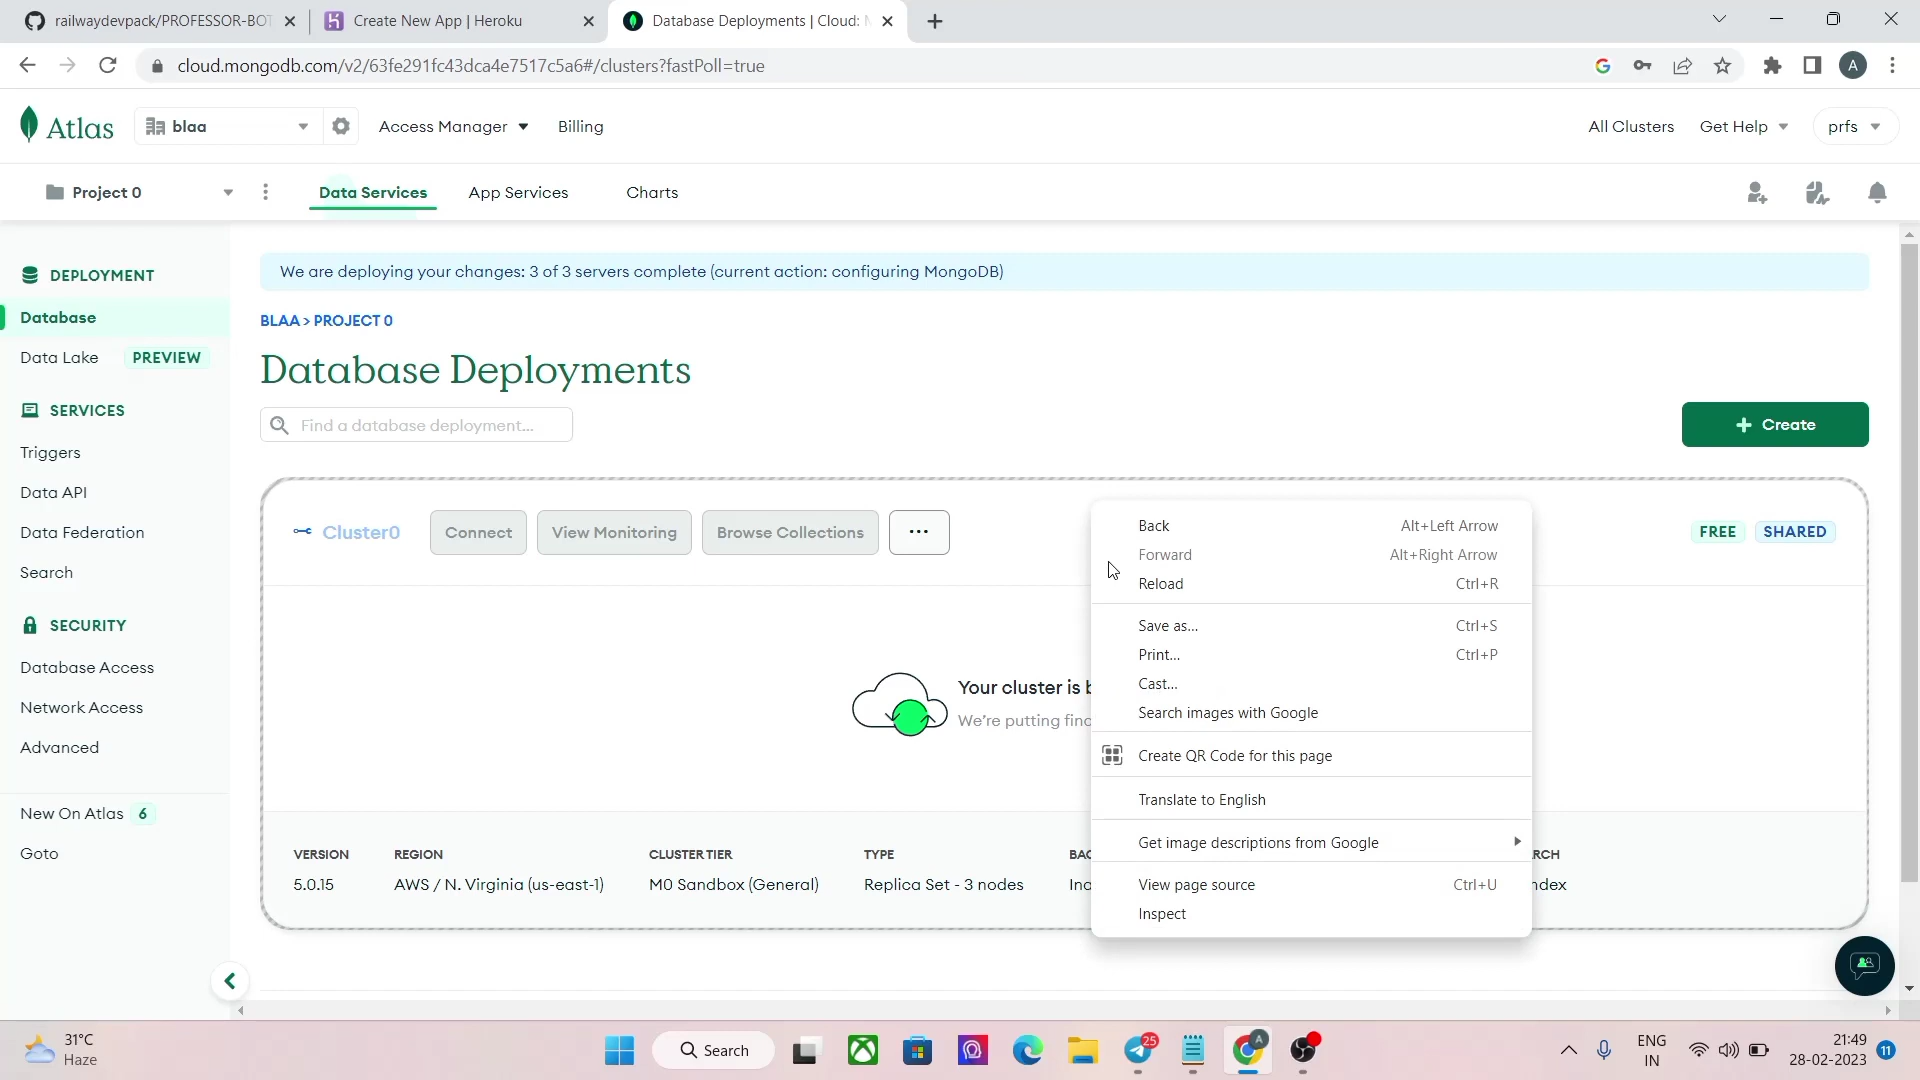 railwaydevpack/PROFESSOR-BOT
Create New App | Heroku
Database Deployments | Cloud: M
cloud.mongodb.com/v2/63fe291fc43dca4e7517c5a6#/clusters?fastPoll=true
A
Atlas
blaa
Access Manager
Billing
All Clusters
Get Help
prfs
Project 0
Data Services
App Services
Charts
DEPLOYMENT
Database
Data Lake PREVIEW
SERVICES
Triggers
Data API
Data Federation
Search
SECURITY
Database Access
Network Access
Advanced
New On Atlas 6
Goto
We are deploying your changes: 3 of 3 servers complete (current action: configuring MongoDB)
BLAA > PROJECT 0
Database Deployments
Find a database deployment...
+ Create
Cluster0
Connect
View Monitoring
Browse Collections
...
FREE
SHARED
Your cluster is b
We're putting find
Back Alt+Left Arrow
Forward Alt+Right Arrow
Reload Ctrl+R
Save as... Ctrl+S
Print... Ctrl+P
Cast...
Search images with Google
Create QR Code for this page
Translate to English
Get image descriptions from Google
View page source Ctrl+U
Inspect
VERSION REGION CLUSTER TIER TYPE BAC RCH
5.0.15 AWS / N. Virginia (us-east-1) M0 Sandbox (General) Replica Set - 3 nodes Ina ndex
31°C
Haze
Search
25
A
ENG
IN
21:49
28-02-2023
11